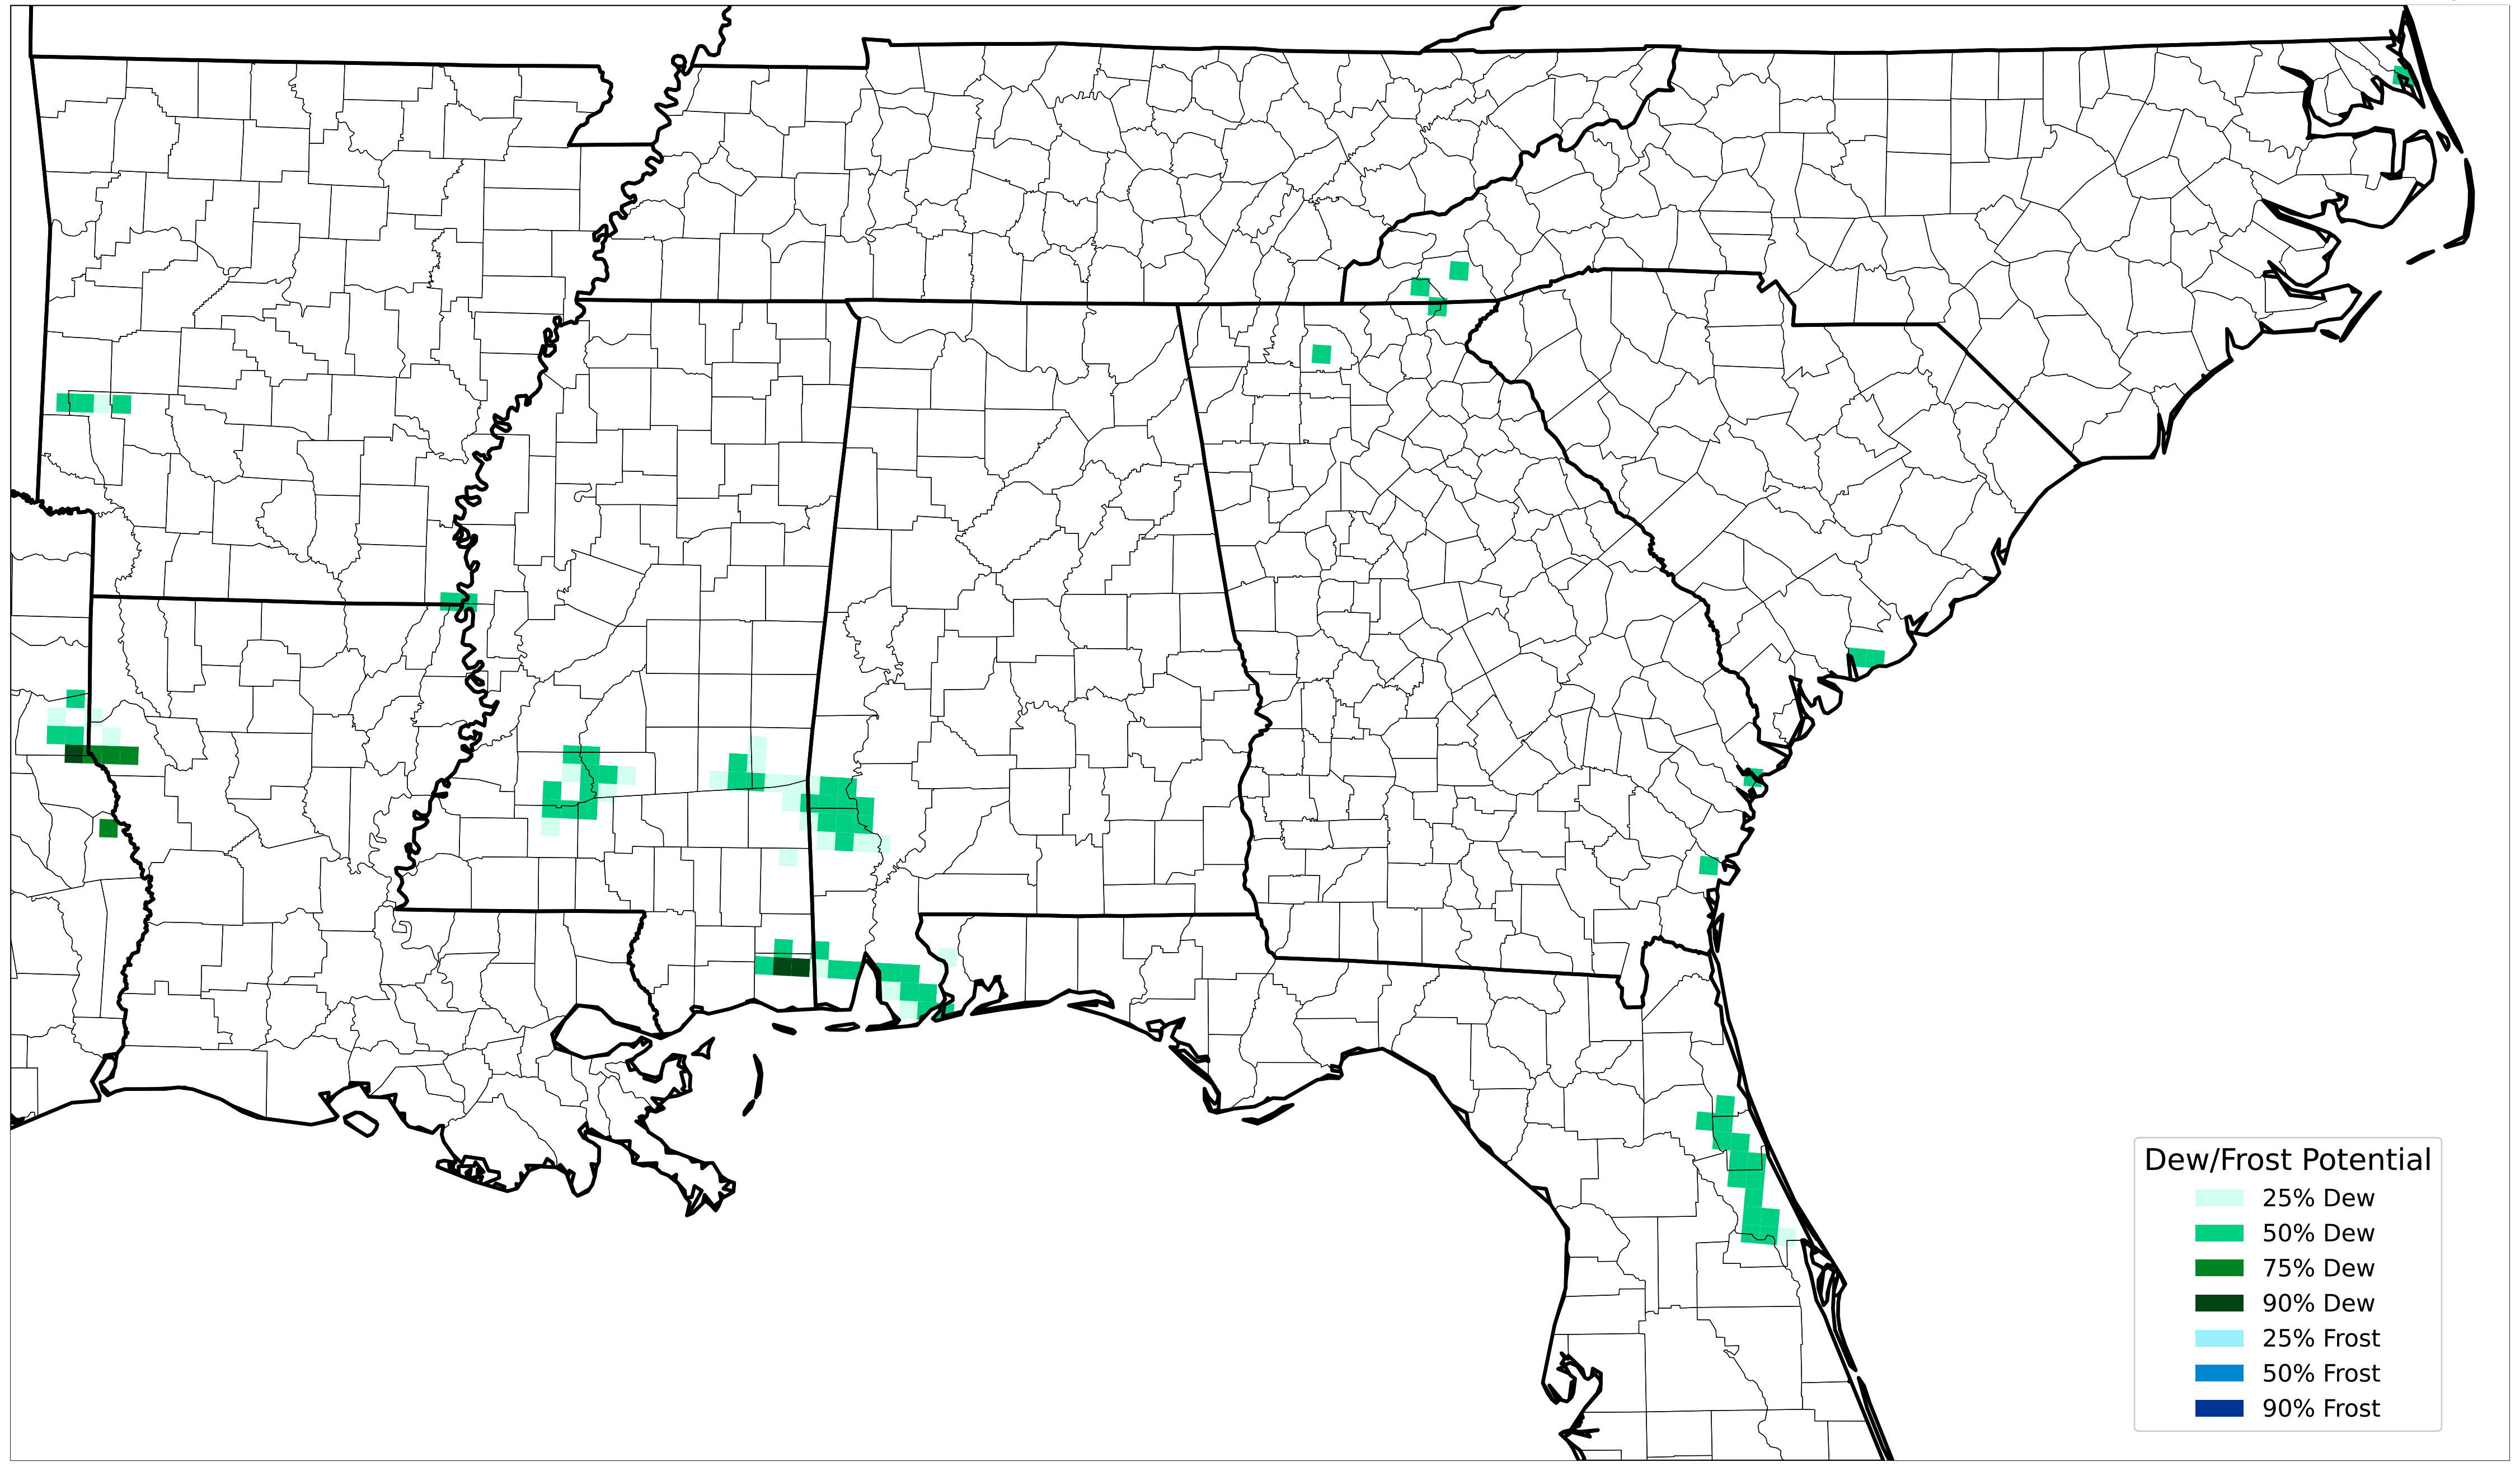 Dew/Frost Potential
25% Dew
50% Dew
75% Dew
90% Dew
25% Frost
50% Frost
90% Frost